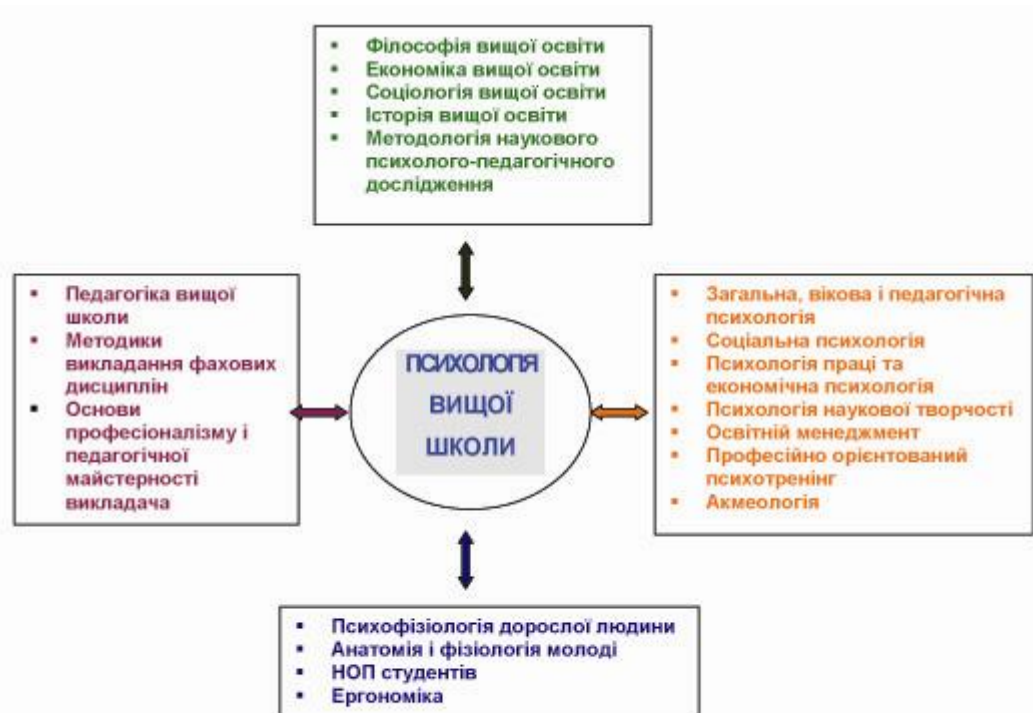 ▪ Філософія вищої освіти
▪ Економіка вищої освіти
▪ Соціологія вищої освіти
▪ Історія вищої освіти
▪ Методологія наукового
психолого-педагогічного
дослідження
▪ Педагогіка вищої
школи
▪ Методики
викладання фахових
дисциплін
▪ Основи
професіоналізму і
педагогічної
майстерності
викладача
ПСИХОЛОГІЯ
ВИЩОЇ
ШКОЛИ
▪ Загальна, вікова і педагогічна
психологія
▪ Соціальна психологія
▪ Психологія праці та
економічна психологія
▪ Психологія наукової творчості
▪ Освітній менеджмент
▪ Професійно орієнтований
психотренінг
▪ Акмеологія
▪ Психофізіологія дорослої людини
▪ Анатомія і фізіологія молоді
▪ НОП студентів
▪ Ергономіка